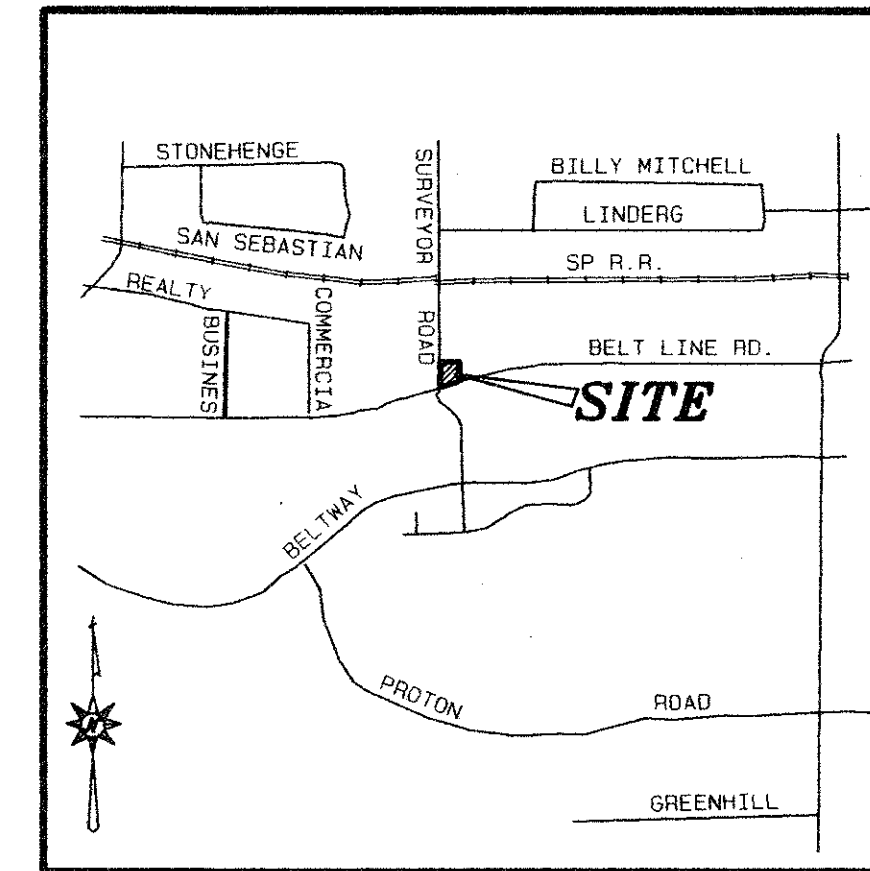 STONEHENGE
SURVEYOR
BILLY MITCHELL
LINDERG
SAN SEBASTIAN
SP R.R.
REALTY
BUSINES
COMMERCIA
ROAD
BELT LINE RD.
SITE
BELTWAY
PROTON
ROAD
N
GREENHILL